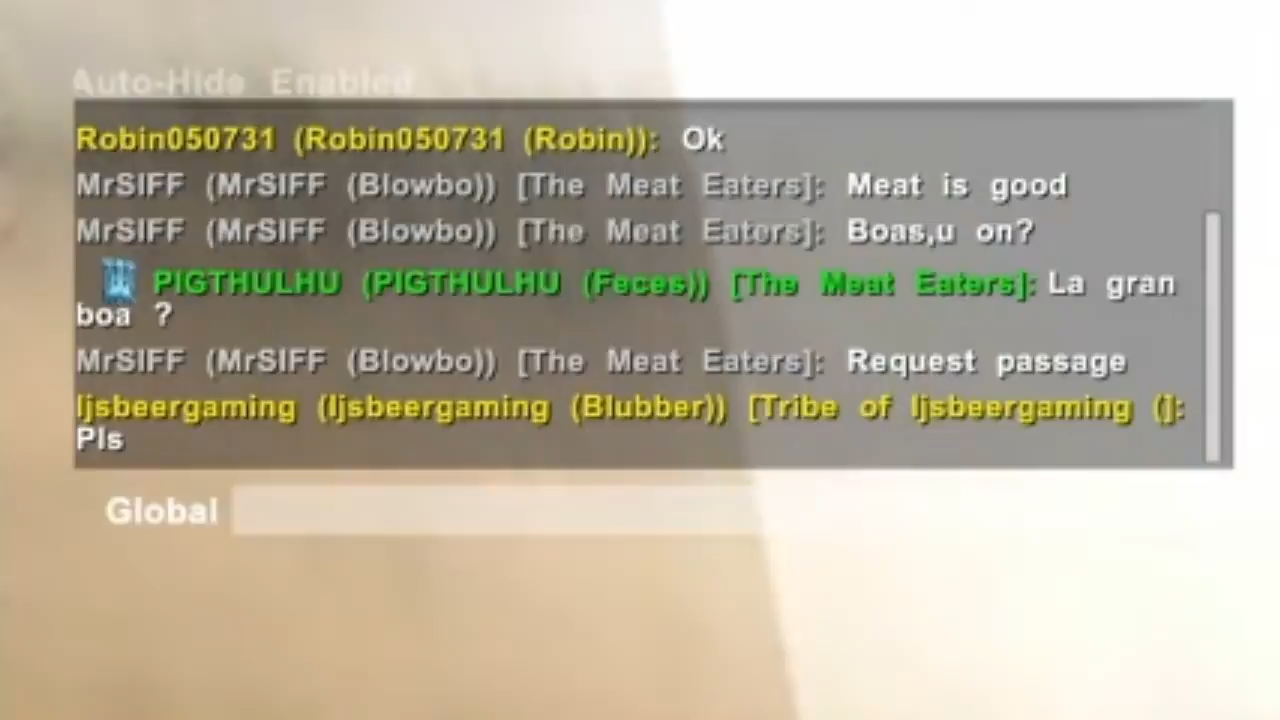 Auto-Hide Enabled
Robin050731 (Robin050731 (Robin)): Ok
MrSIFF (MrSIFF (Blowbo)) [The Meat Eaters]: Meat is good
MrSIFF (MrSIFF (Blowbo)) [The Meat Eaters]: Boas,u on?
PIGTHULHU (PIGTHULHU (Feces)) [The Meat Eaters]: La gran
boa ?
MrSIFF (MrSIFF (Blowbo)) [The Meat Eaters]: Request passage
Ijsbeergaming (Ijsbeergaming (Blubber)) [Tribe of Ijsbeergaming (]:
Pls
Global